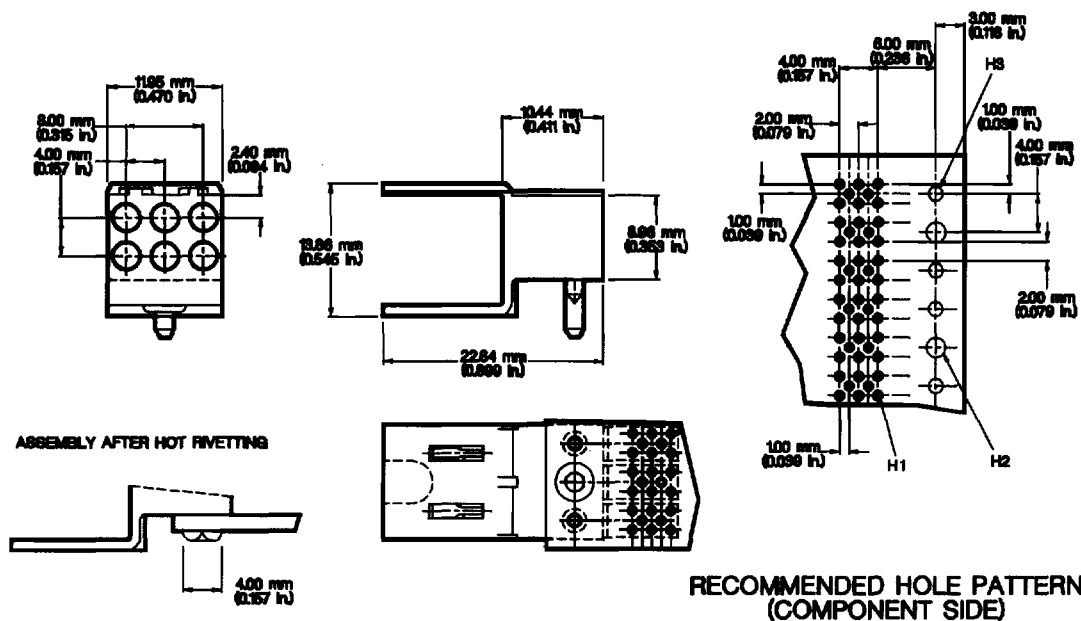 11.95 mm
(0.470 in.)
8.00 mm
(0.315 in.)
4.00 mm
(0.157 in.)
2.40 mm
(0.094 in.)
10.44 mm
(0.411 in.)
13.86 mm
(0.545 in.)
8.96 mm
(0.353 in.)
22.84 mm
(0.899 in.)
3.00 mm
(0.118 in.)
6.00 mm
(0.236 in.)
4.00 mm
(0.157 in.)
H3
2.00 mm
(0.079 in.)
1.00 mm
(0.039 in.)
4.00 mm
(0.157 in.)
1.00 mm
(0.039 in.)
2.00 mm
(0.079 in.)
1.00 mm
(0.039 in.)
H1
H2
ASSEMBLY AFTER HOT RIVETTING
4.00 mm
(0.157 in.)
RECOMMENDED HOLE PATTERN
(COMPONENT SIDE)